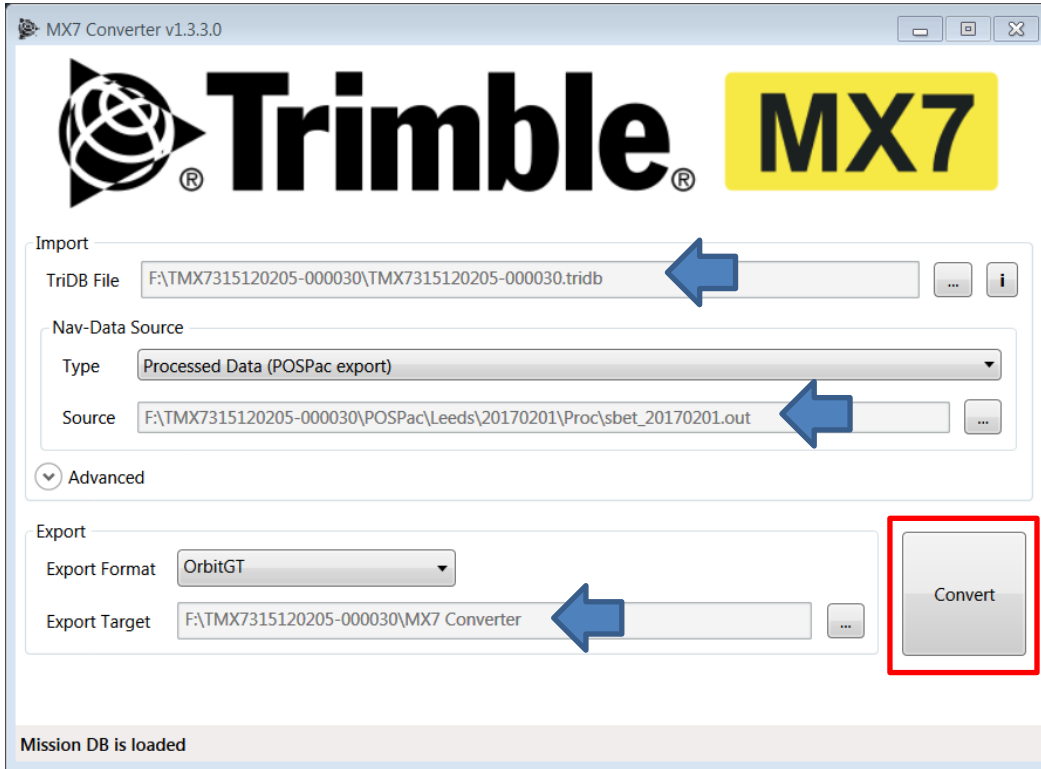 MX7 Converter v1.3.3.0
Trimble® MX7
®
Import
TriDB File F:\TMX7315120205-000030\TMX7315120205-000030.tridb ... i
Nav-Data Source
Type Processed Data (POSPac export)
Source F:\TMX7315120205-000030\POSPac\Leeds\20170201\Proc\sbet_20170201.out ...
Advanced
Export
Export Format OrbitGT
Convert
Export Target F:\TMX7315120205-000030\MX7 Converter ...
Mission DB is loaded